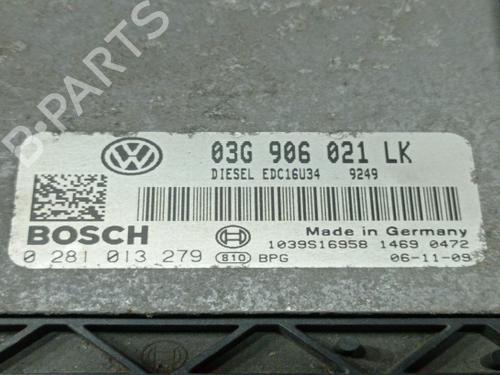 B-PARTS
03G 906 021 LK
DIESEL EDC16U34 9249
BOSCH
Made in Germany
1039S16958 1469 0472
0 281 013 279 810 BPG 06-11-09